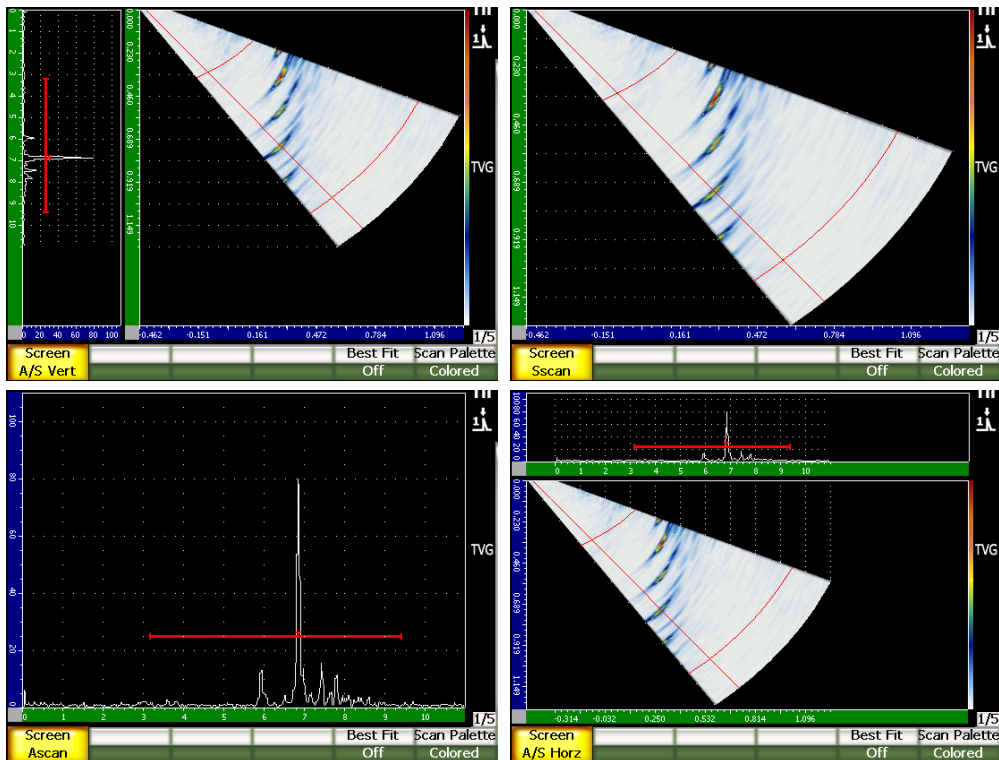 0 1 2 3 4 5 6 7 8 9 10
0.000 0.230 0.460 0.689 0.919 1.149
0 20 40 60 80 100
-0.462 -0.151 0.161 0.472 0.784 1.096
1
TVG
1/5
Screen Best Fit Scan Palette
A/S Vert Off Colored
0.000 0.230 0.460 0.689 0.919 1.149
-0.462 -0.151 0.161 0.472 0.784 1.096
1
TVG
1/5
Screen Best Fit Scan Palette
Sscan Off Colored
100
80
60
40
20
0
0 1 2 3 4 5 6 7 8 9 10
1
TVG
1/5
Screen Best Fit Scan Palette
Ascan Off Colored
100 80 60 40 20 0
0 1 2 3 4 5 6 7 8 9 10
0.000 0.230 0.460 0.689 0.919 1.149
-0.314 -0.032 0.250 0.532 0.814 1.096
1
TVG
1/5
Screen Best Fit Scan Palette
A/S Horz Off Colored